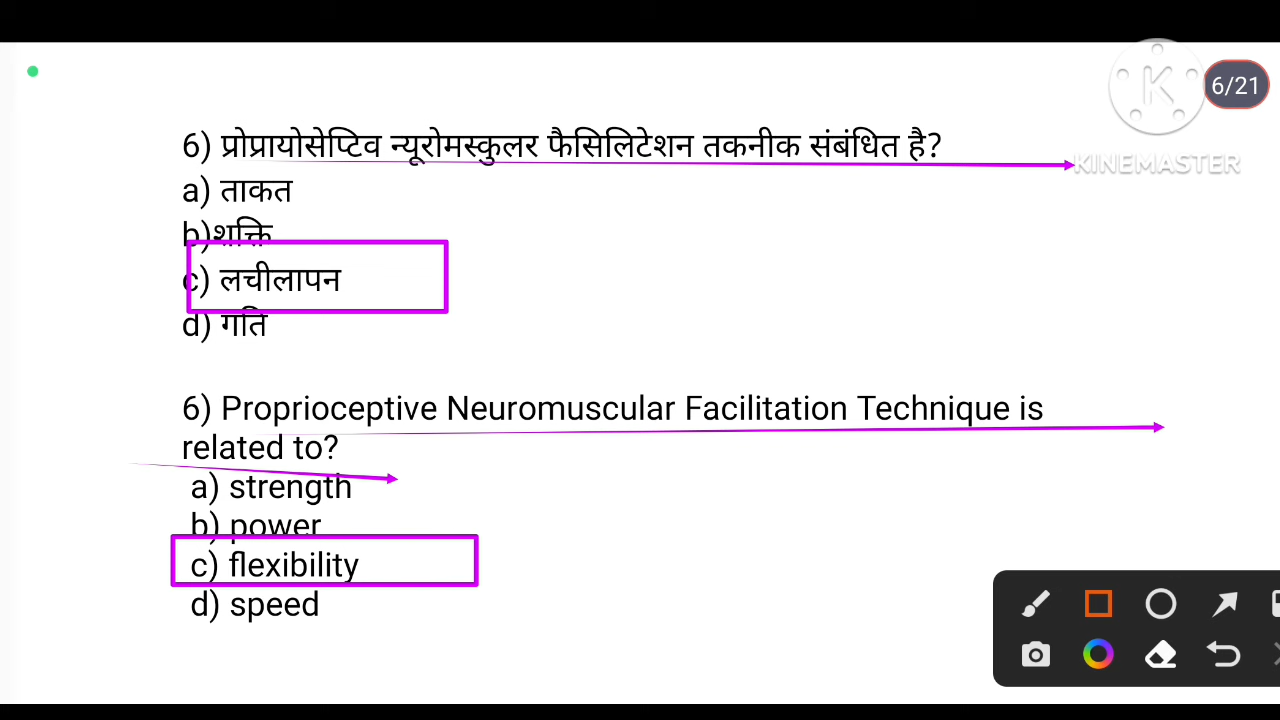 6/21
KINEMASTER
6) प्रोप्रायोसेप्टिव न्यूरोमस्कुलर फैसिलिटेशन तकनीक संबंधित है?
a) ताकत
b)शक्ति
c) लचीलापन
d) गति
6) Proprioceptive Neuromuscular Facilitation Technique is
related to?
a) strength
b) power
c) flexibility
d) speed